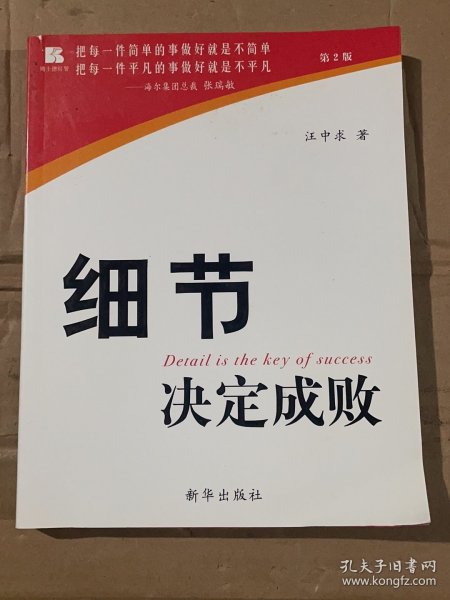 把每一件简单的事做好就是不简单
把每一件平凡的事做好就是不平凡
——海尔集团总裁 张瑞敏
第2版
汪中求 著
细节
Detail is the key of success
决定成败
新华出版社
孔夫子旧书网
www.kongfz.com